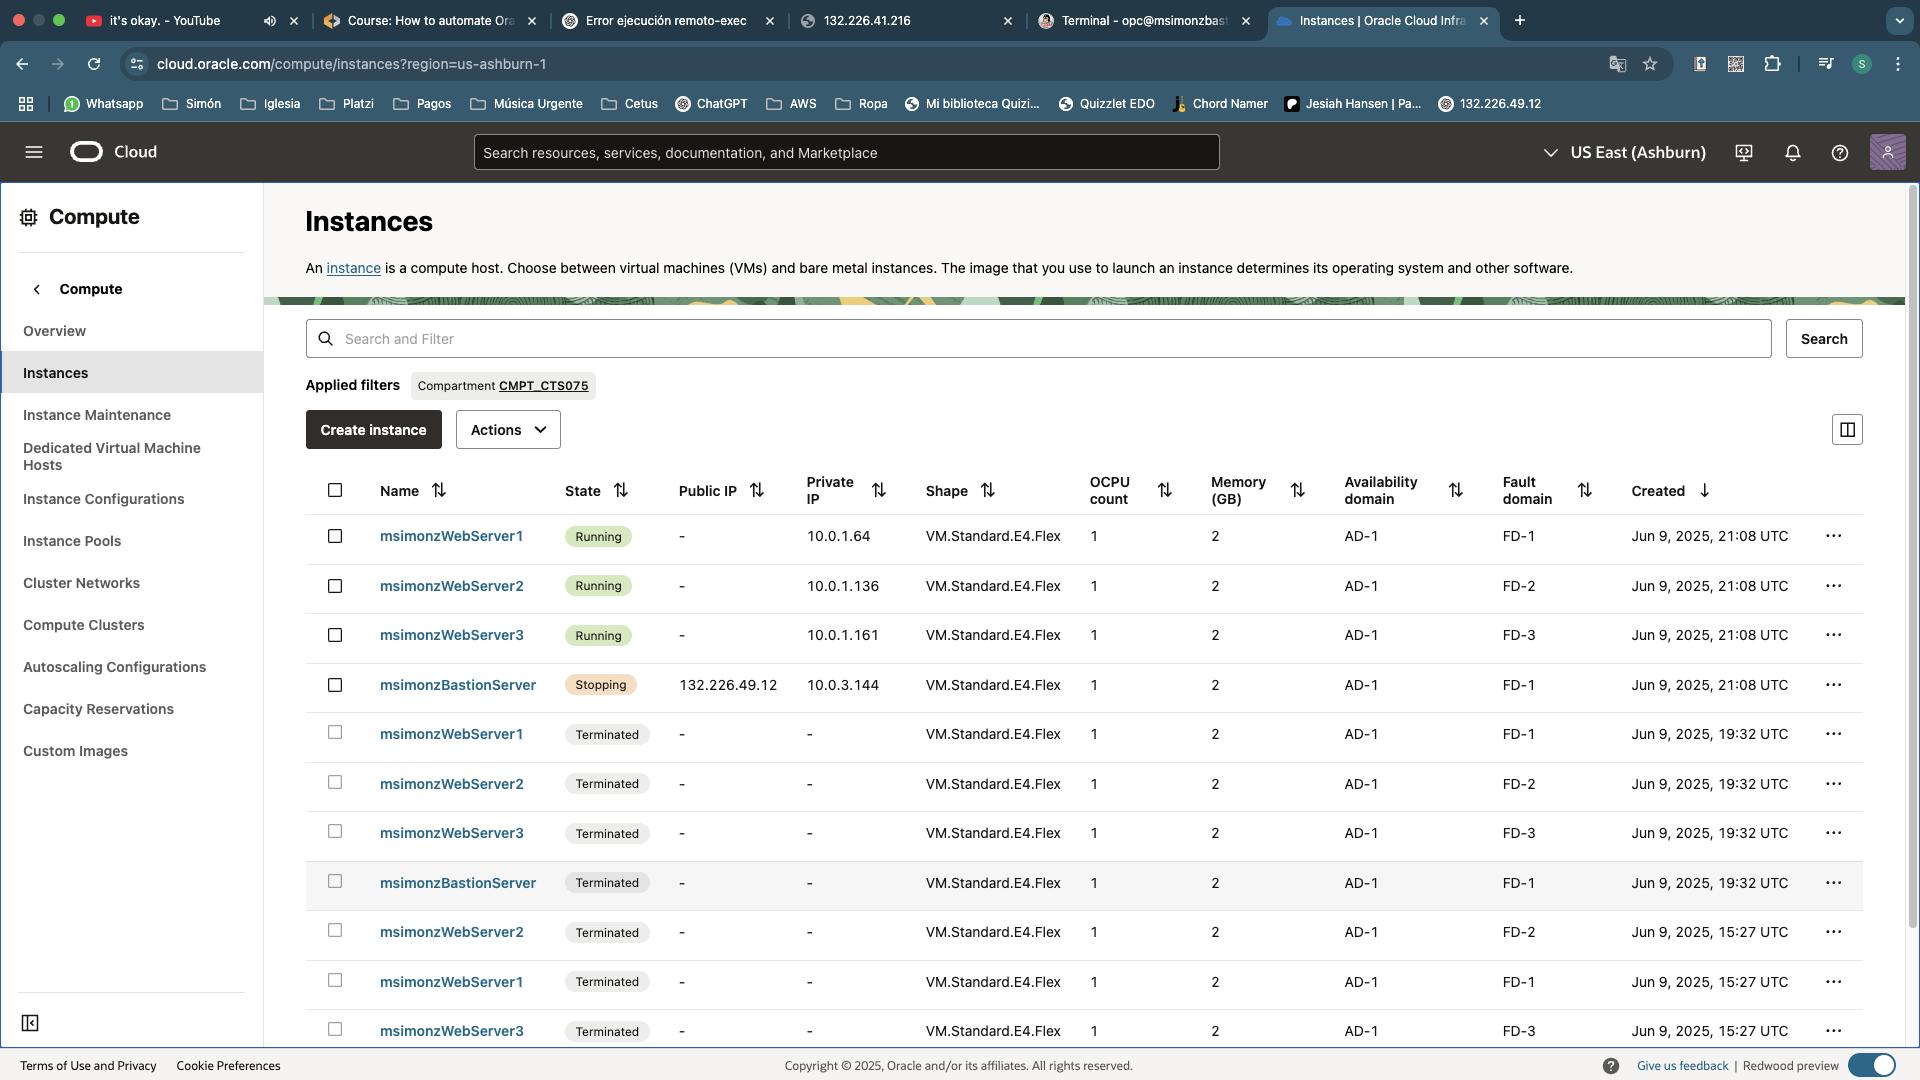 it's okay. - YouTube
Course: How to automate Ora
Error ejecución remoto-exec
132.226.41.216
Terminal - opc@msimonzbast
Instances | Oracle Cloud Infra
cloud.oracle.com/compute/instances?region=us-ashburn-1
S
1 Whatsapp
Simón
Iglesia
Platzi
Pagos
Música Urgente
Cetus
ChatGPT
AWS
Ropa
Mi biblioteca Quizi...
Quizzlet EDO
Chord Namer
Jesiah Hansen | Pa...
132.226.49.12
Cloud
Search resources, services, documentation, and Marketplace
US East (Ashburn)
Compute
Compute
Overview
Instances
Instance Maintenance
Dedicated Virtual Machine
Hosts
Instance Configurations
Instance Pools
Cluster Networks
Compute Clusters
Autoscaling Configurations
Capacity Reservations
Custom Images
Instances
An instance is a compute host. Choose between virtual machines (VMs) and bare metal instances. The image that you use to launch an instance determines its operating system and other software.
Search and Filter
Search
Applied filters Compartment CMPT_CTS075
Create instance
Actions
Name State Public IP Private IP Shape OCPU count Memory (GB) Availability domain Fault domain Created
msimonzWebServer1 Running - 10.0.1.64 VM.Standard.E4.Flex 1 2 AD-1 FD-1 Jun 9, 2025, 21:08 UTC
msimonzWebServer2 Running - 10.0.1.136 VM.Standard.E4.Flex 1 2 AD-1 FD-2 Jun 9, 2025, 21:08 UTC
msimonzWebServer3 Running - 10.0.1.161 VM.Standard.E4.Flex 1 2 AD-1 FD-3 Jun 9, 2025, 21:08 UTC
msimonzBastionServer Stopping 132.226.49.12 10.0.3.144 VM.Standard.E4.Flex 1 2 AD-1 FD-1 Jun 9, 2025, 21:08 UTC
msimonzWebServer1 Terminated - - VM.Standard.E4.Flex 1 2 AD-1 FD-1 Jun 9, 2025, 19:32 UTC
msimonzWebServer2 Terminated - - VM.Standard.E4.Flex 1 2 AD-1 FD-2 Jun 9, 2025, 19:32 UTC
msimonzWebServer3 Terminated - - VM.Standard.E4.Flex 1 2 AD-1 FD-3 Jun 9, 2025, 19:32 UTC
msimonzBastionServer Terminated - - VM.Standard.E4.Flex 1 2 AD-1 FD-1 Jun 9, 2025, 19:32 UTC
msimonzWebServer2 Terminated - - VM.Standard.E4.Flex 1 2 AD-1 FD-2 Jun 9, 2025, 15:27 UTC
msimonzWebServer1 Terminated - - VM.Standard.E4.Flex 1 2 AD-1 FD-1 Jun 9, 2025, 15:27 UTC
msimonzWebServer3 Terminated - - VM.Standard.E4.Flex 1 2 AD-1 FD-3 Jun 9, 2025, 15:27 UTC
Terms of Use and Privacy
Cookie Preferences
Copyright © 2025, Oracle and/or its affiliates. All rights reserved.
Give us feedback | Redwood preview